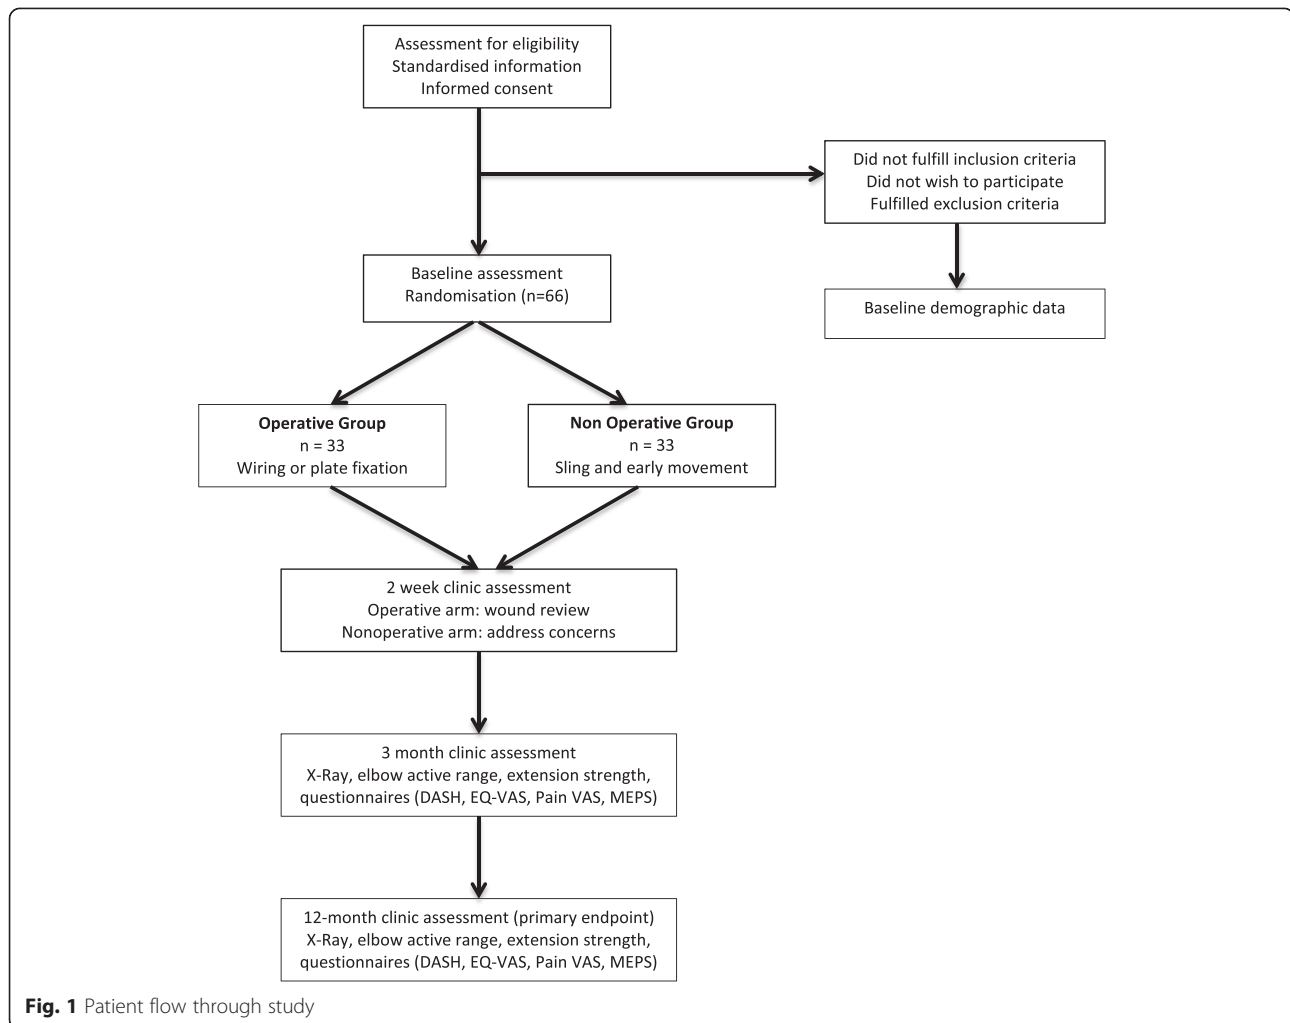 Assessment for eligibility
Standardised information
Informed consent
Did not fulfill inclusion criteria
Did not wish to participate
Fulfilled exclusion criteria
Baseline assessment
Randomisation (n=66)
Baseline demographic data
Operative Group
n = 33
Wiring or plate fixation
Non Operative Group
n = 33
Sling and early movement
2 week clinic assessment
Operative arm: wound review
Nonoperative arm: address concerns
3 month clinic assessment
X-Ray, elbow active range, extension strength,
questionnaires (DASH, EQ-VAS, Pain VAS, MEPS)
12-month clinic assessment (primary endpoint)
X-Ray, elbow active range, extension strength,
questionnaires (DASH, EQ-VAS, Pain VAS, MEPS)
Fig. 1 Patient flow through study